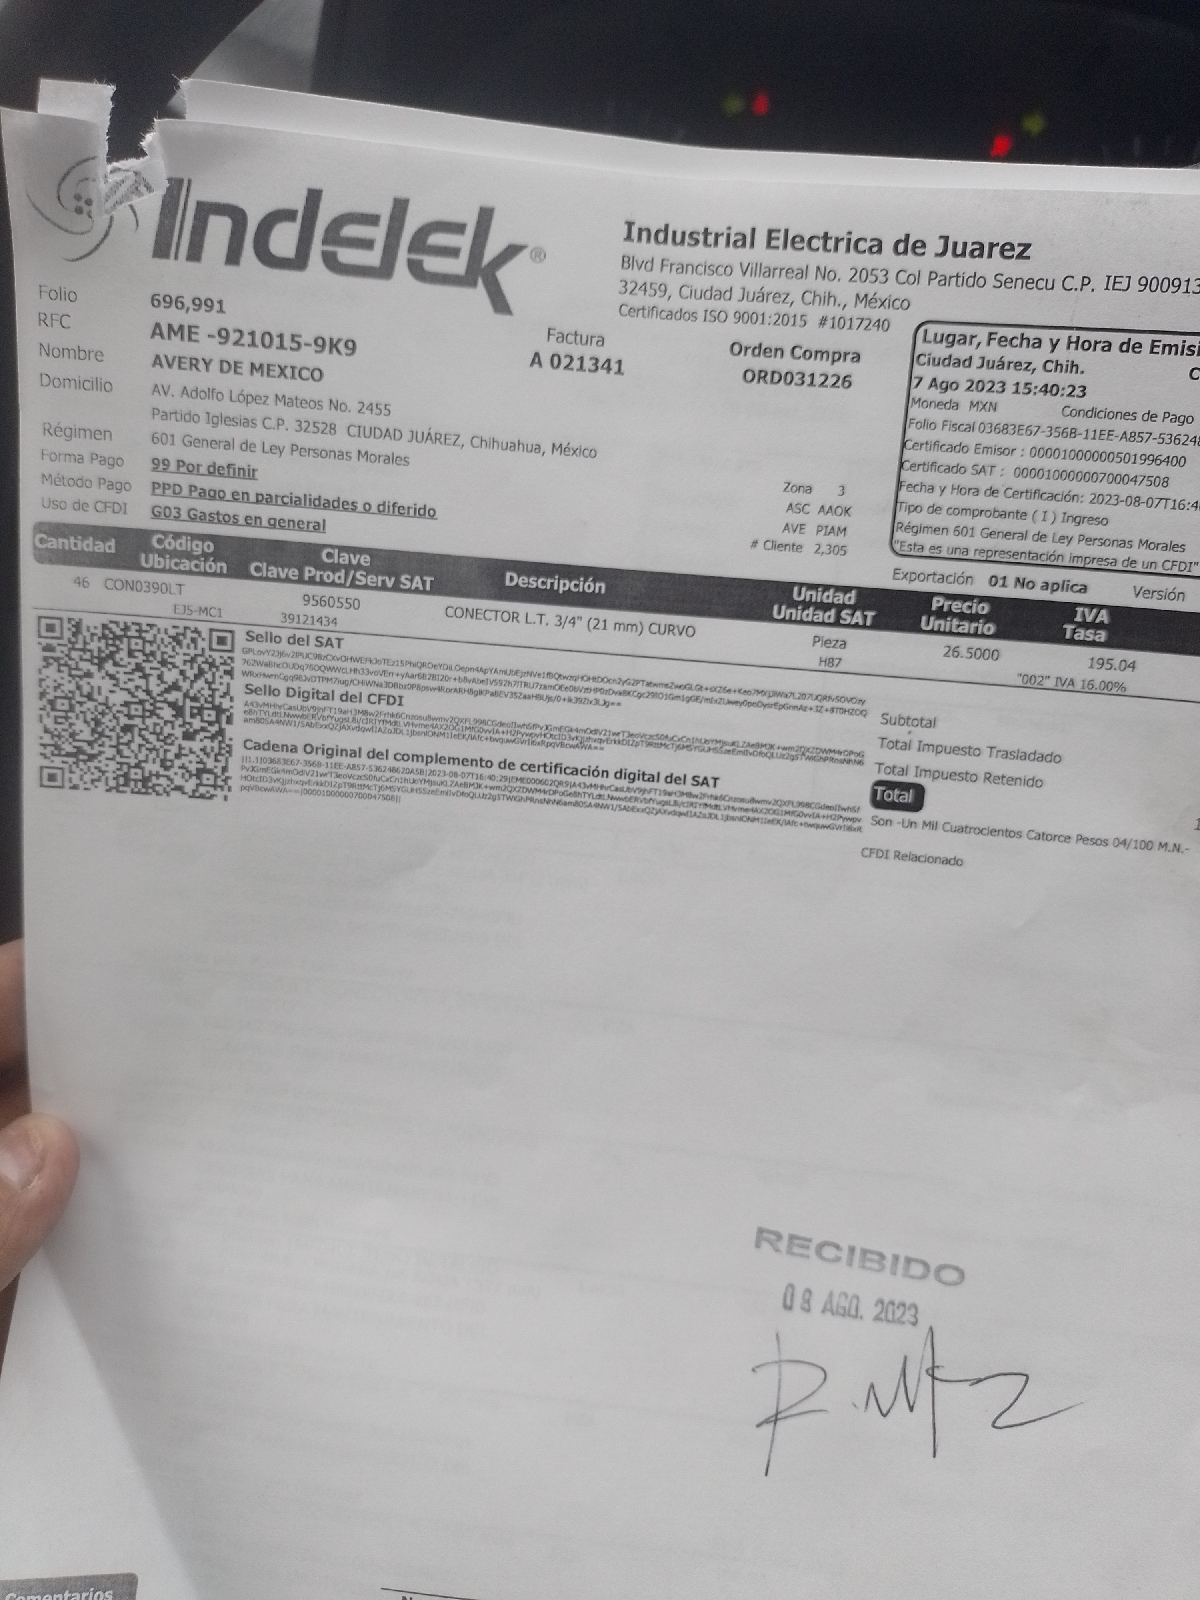 IndElEk®
Industrial Electrica de Juarez
Blvd Francisco Villarreal No. 2053 Col Partido Senecu C.P. IEJ 900913
32459, Ciudad Juárez, Chih., México
Certificados ISO 9001:2015 #1017240
Folio 696,991
RFC AME -921015-9K9
Nombre AVERY DE MEXICO
Domicilio AV. Adolfo López Mateos No. 2455
Partido Iglesias C.P. 32528 CIUDAD JUÁREZ, Chihuahua, México
Régimen 601 General de Ley Personas Morales
Forma Pago 99 Por definir
Método Pago PPD Pago en parcialidades o diferido
Uso de CFDI G03 Gastos en general
Factura
A 021341
Orden Compra
ORD031226
Zona 3
ASC AAOK
AVE PIAM
# Cliente 2,305
Lugar, Fecha y Hora de Emisi
Ciudad Juárez, Chih. C
7 Ago 2023 15:40:23
Moneda MXN Condiciones de Pago
Folio Fiscal 03683E67-356B-11EE-A857-536248
Certificado Emisor : 00001000000501996400
Certificado SAT : 00001000000700047508
Fecha y Hora de Certificación: 2023-08-07T16:4
Tipo de comprobante ( I ) Ingreso
Régimen 601 General de Ley Personas Morales
"Esta es una representación impresa de un CFDI"
Exportación 01 No aplica Versión
Cantidad Código Ubicación Clave Clave Prod/Serv SAT Descripción Unidad Unidad SAT Precio Unitario IVA Tasa
46 CON0390LT 9560550 CONECTOR L.T. 3/4" (21 mm) CURVO Pieza 26.5000 195.04
EJ5-MC1 39121434 H87 "002" IVA 16.00%
Sello del SAT
Sello Digital del CFDI
Cadena Original del complemento de certificación digital del SAT
Subtotal
Total Impuesto Trasladado
Total Impuesto Retenido
Total
Son -Un Mil Cuatrocientos Catorce Pesos 04/100 M.N.-
CFDI Relacionado
RECIBIDO
08 AGO. 2023
Comentarios